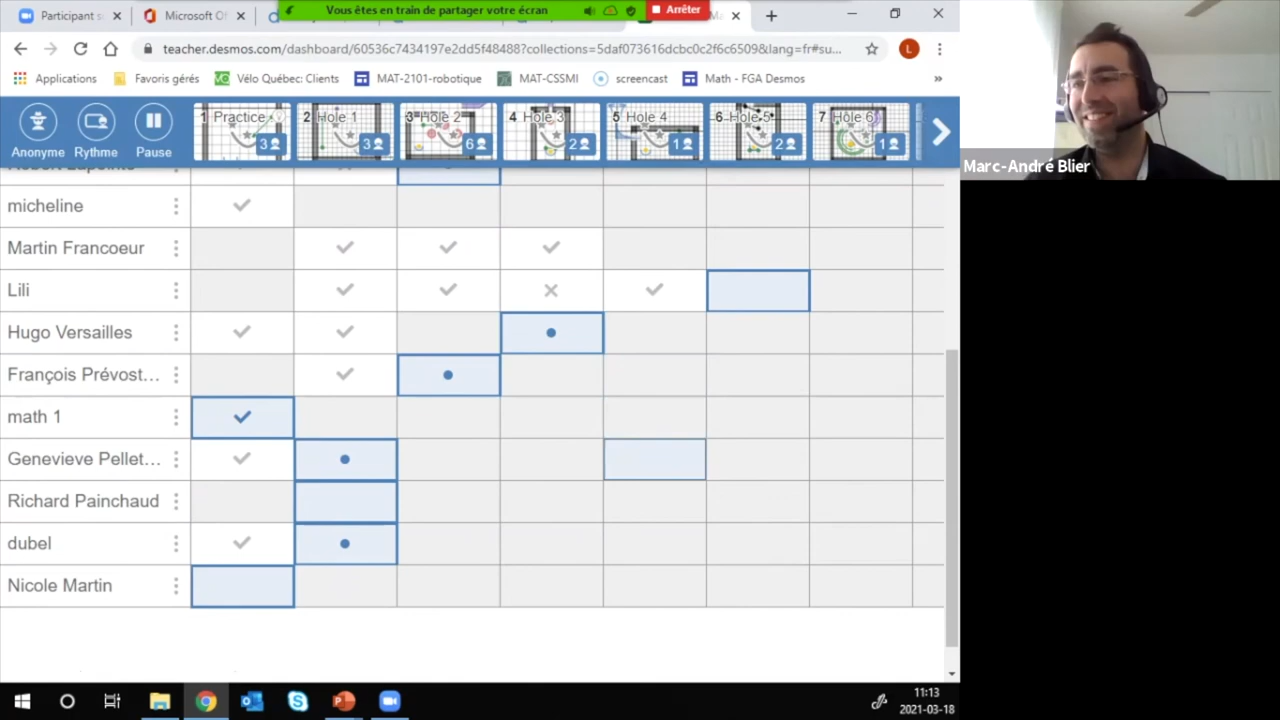 Participant s
Microsoft Of
Vous êtes en train de partager votre écran
Arrêter
teacher.desmos.com/dashboard/60536c7434197e2dd5f48488?collections=5daf073616dcbc0c2f6c6509&lang=fr#su...
L
Applications
Favoris gérés
Vélo Québec: Clients
MAT-2101-robotique
MAT-CSSMI
screencast
Math - FGA Desmos
»
Anonyme
Rythme
Pause
1 Practice
3
2 Hole 1
3
3 Hole 2
6
4 Hole 3
2
5 Hole 4
1
6 Hole 5
2
7 Hole 6
1
Marc-André Blier
micheline
Martin Francoeur
Lili
Hugo Versailles
François Prévost...
math 1
Genevieve Pellet...
Richard Painchaud
dubel
Nicole Martin
11:13
2021-03-18